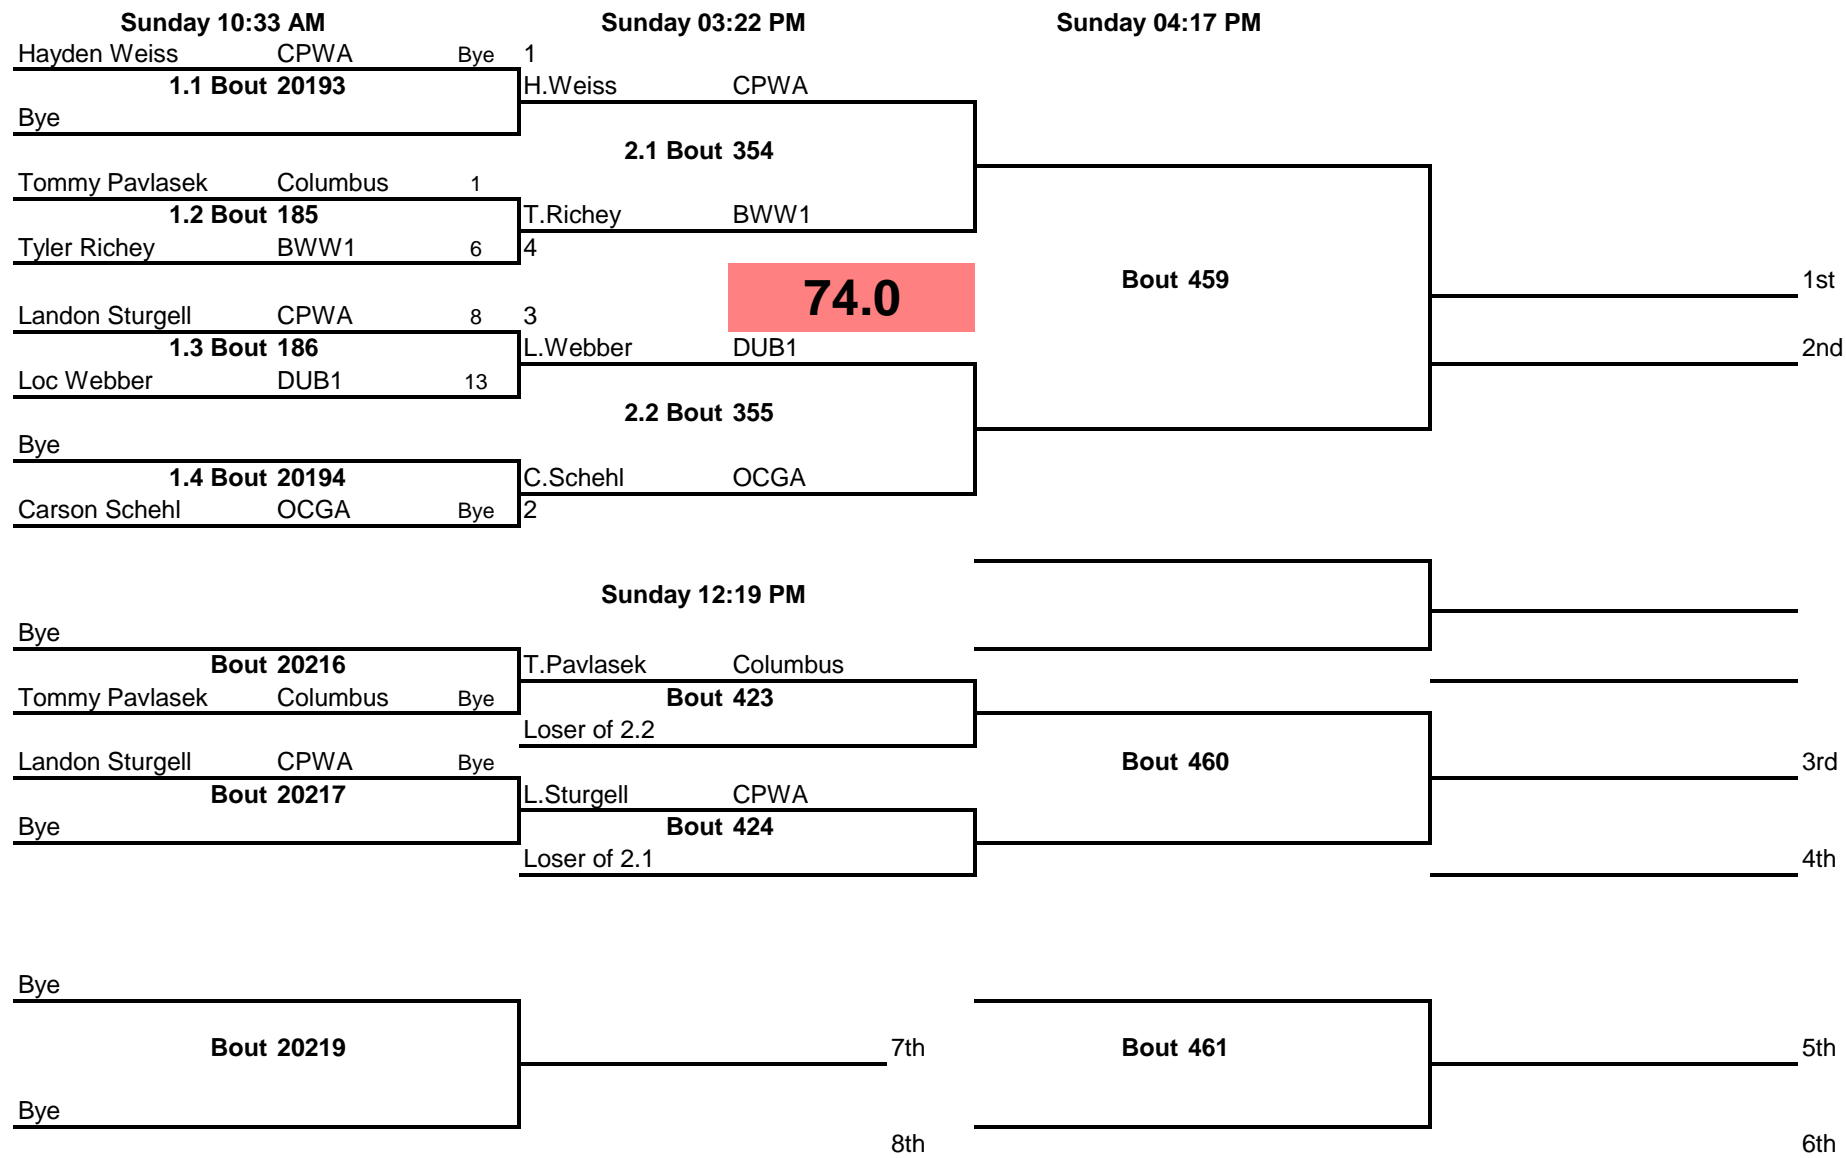 Sunday 10:33 AM Sunday 03:22 PM Sunday 04:17 PM
Hayden Weiss CPWA Bye 1
1.1 Bout 20193 H.Weiss CPWA
Bye
2.1 Bout 354
Tommy Pavlasek Columbus 1
1.2 Bout 185 T.Richey BWW1
Tyler Richey BWW1 6 4
74.0 Bout 459 1st
Landon Sturgell CPWA 8 3
1.3 Bout 186 L.Webber DUB1 2nd
Loc Webber DUB1 13
2.2 Bout 355
Bye
1.4 Bout 20194 C.Schehl OCGA
Carson Schehl OCGA Bye 2
Sunday 12:19 PM
Bye
Bout 20216 T.Pavlasek Columbus
Tommy Pavlasek Columbus Bye Bout 423
Loser of 2.2
Landon Sturgell CPWA Bye Bout 460 3rd
Bout 20217 L.Sturgell CPWA
Bye Bout 424
Loser of 2.1 4th
Bye
Bout 20219 7th Bout 461 5th
Bye
8th 6th